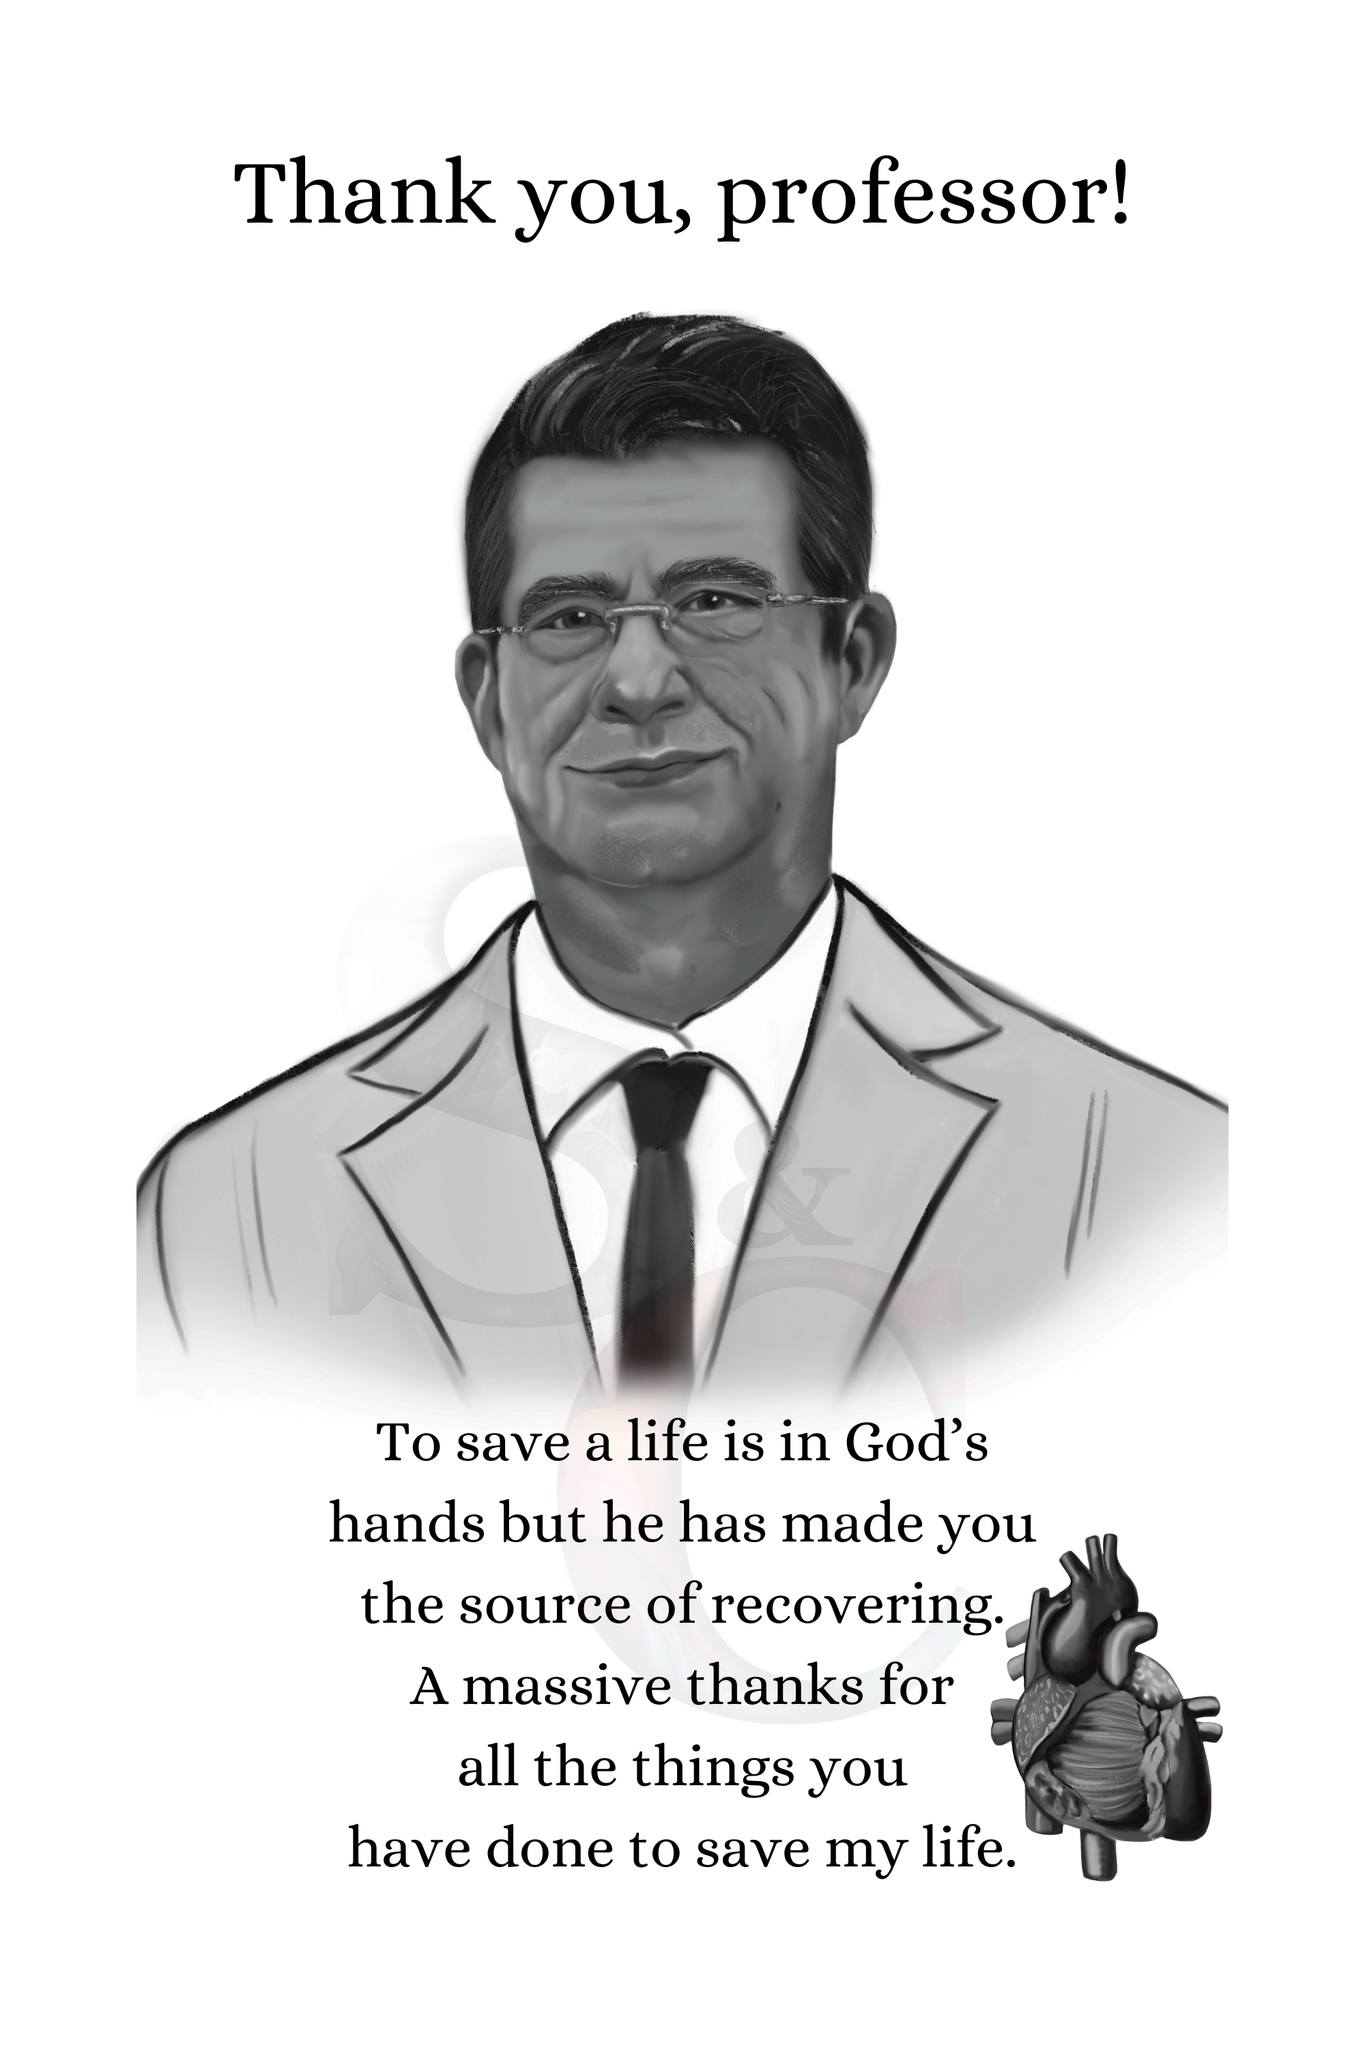 Thank you, professor!
S
&
C
To save a life is in God’s
hands but he has made you
the source of recovering.
A massive thanks for
all the things you
have done to save my life.